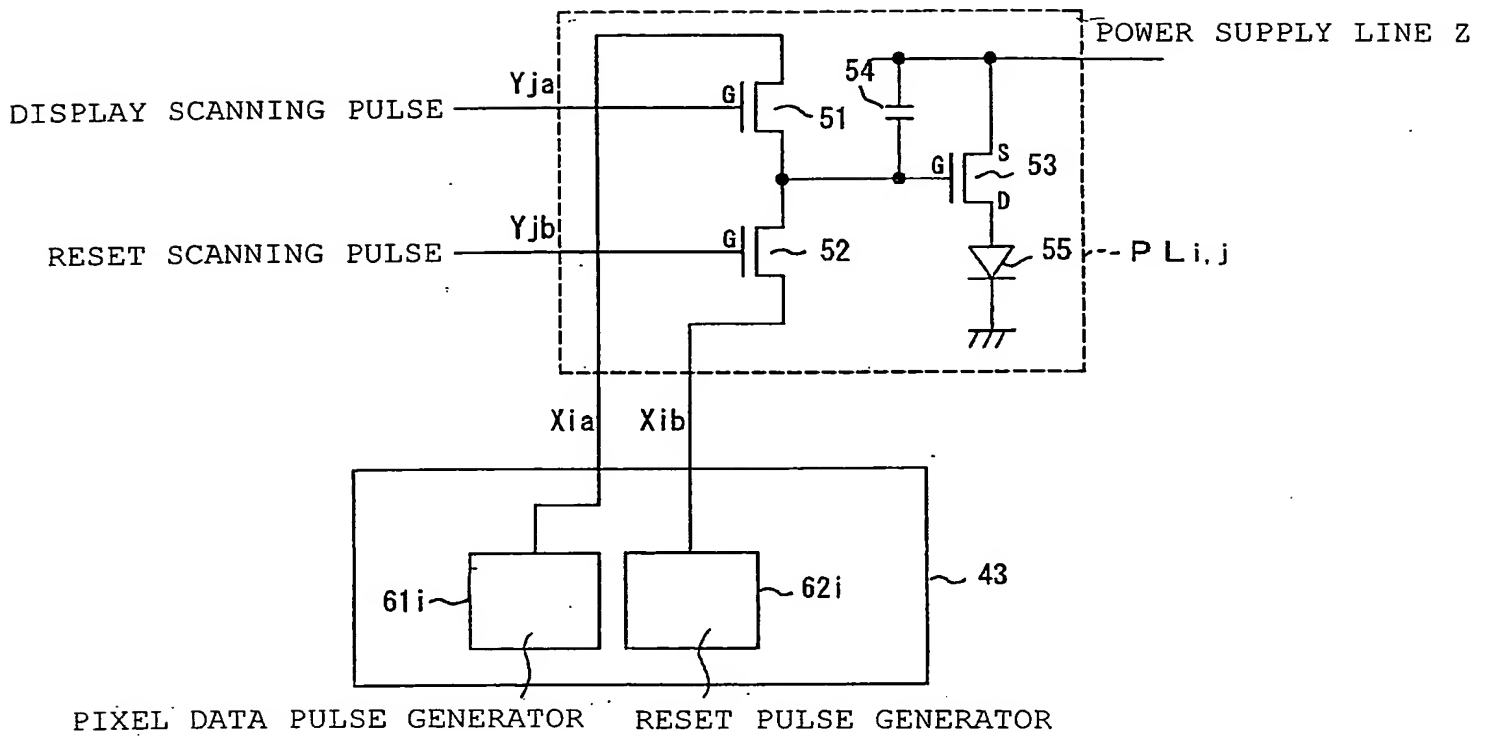 POWER SUPPLY LINE Z
Yja
G
54
DISPLAY SCANNING PULSE
51
G
S
53
D
Yjb
G
RESET SCANNING PULSE
52
55
PLi,j
Xia
Xib
61i
62i
43
PIXEL DATA PULSE GENERATOR
RESET PULSE GENERATOR